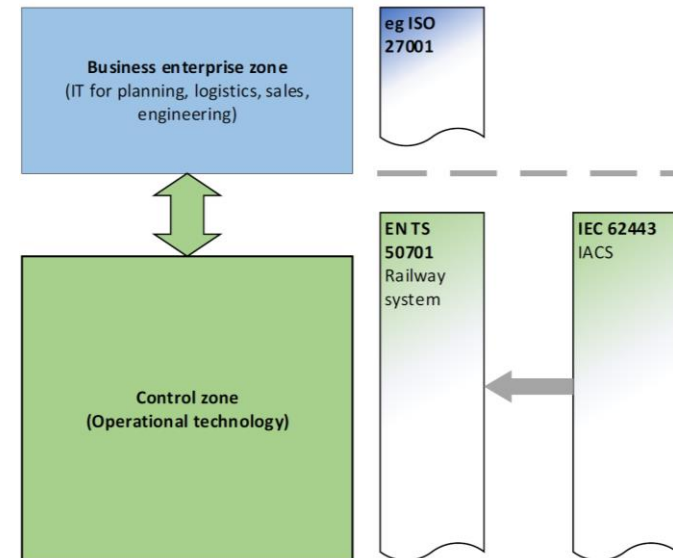 Business enterprise zone
(IT for planning, logistics, sales,
engineering)
eg ISO
27001
Control zone
(Operational technology)
EN TS
50701
Railway
system
IEC 62443
IACS